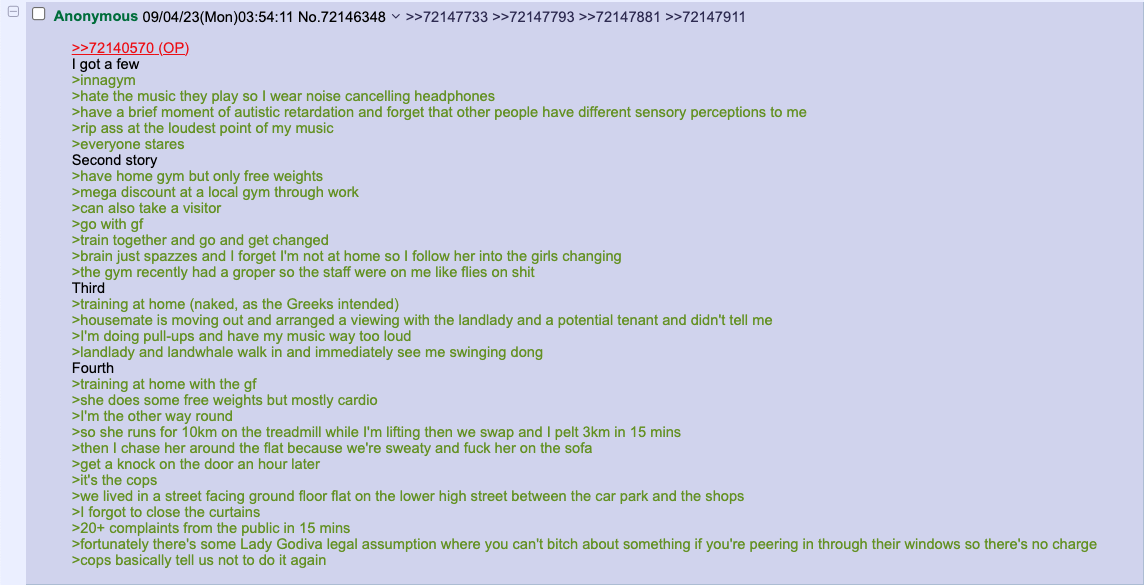 Anonymous 09/04/23(Mon)03:54:11 No.72146348 >>72147733 >>72147793 >>72147881 >>72147911
>>72140570 (OP)
I got a few
>innagym
>hate the music they play so I wear noise cancelling headphones
>have a brief moment of autistic retardation and forget that other people have different sensory perceptions to me
>rip ass at the loudest point of my music
>everyone stares
Second story
>have home gym but only free weights
>mega discount at a local gym through work
>can also take a visitor
>go with gf
>train together and go and get changed
>brain just spazzes and I forget I'm not at home so I follow her into the girls changing
>the gym recently had a groper so the staff were on me like flies on shit
Third
>training at home (naked, as the Greeks intended)
>housemate is moving out and arranged a viewing with the landlady and a potential tenant and didn't tell me
>I'm doing pull-ups and have my music way too loud
>landlady and landwhale walk in and immediately see me swinging dong
Fourth
>training at home with the gf
>she does some free weights but mostly cardio
>I'm the other way round
>so she runs for 10km on the treadmill while I'm lifting then we swap and I pelt 3km in 15 mins
>then I chase her around the flat because we're sweaty and fuck her on the sofa
>get a knock on the door an hour later
>it's the cops
>we lived in a street facing ground floor flat on the lower high street between the car park and the shops
>I forgot to close the curtains
>20+ complaints from the public in 15 mins
>fortunately there's some Lady Godiva legal assumption where you can't bitch about something if you're peering in through their windows so there's no charge
>cops basically tell us not to do it again